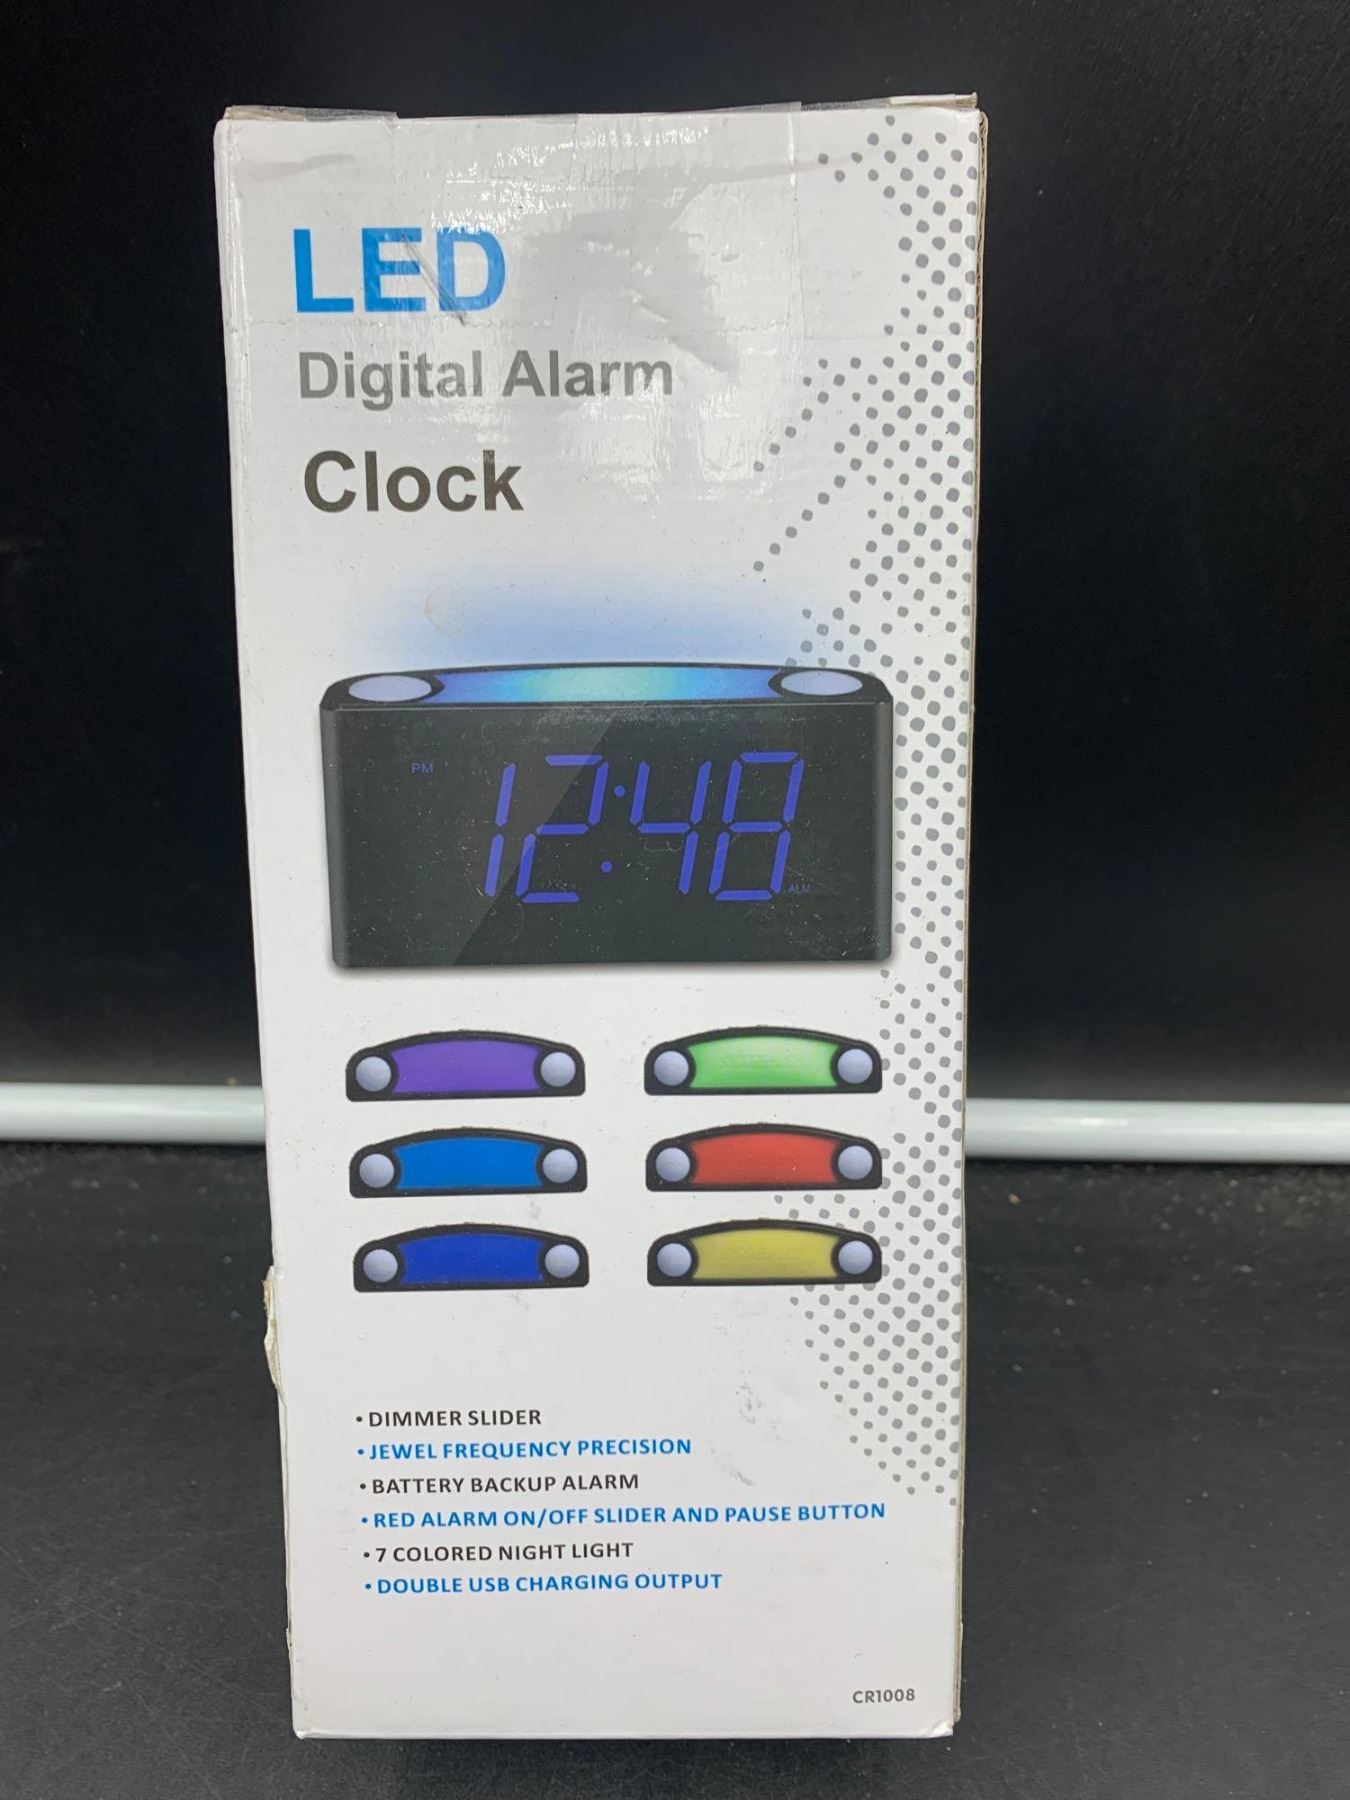 LED
Digital Alarm
Clock
PM
12:48
ALM
• DIMMER SLIDER
• JEWEL FREQUENCY PRECISION
• BATTERY BACKUP ALARM
• RED ALARM ON/OFF SLIDER AND PAUSE BUTTON
• 7 COLORED NIGHT LIGHT
• DOUBLE USB CHARGING OUTPUT
CR1008